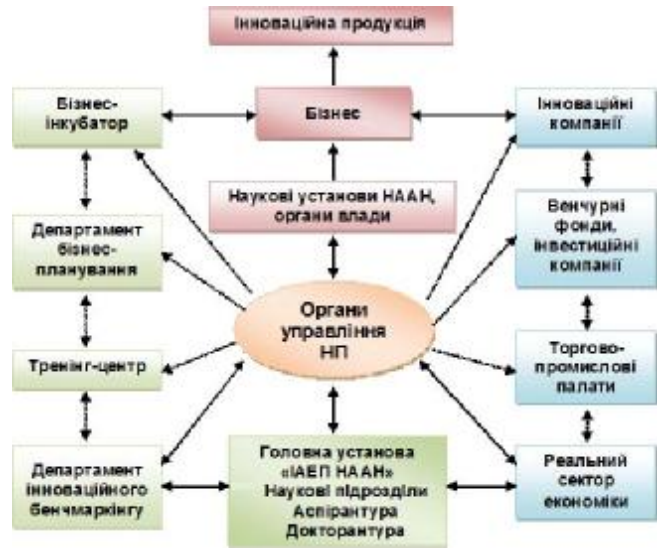 Інноваційна продукція
Бізнес-
інкубатор
Бізнес
Інноваційні
компанії
Наукові установи НААН,
органи влади
Департамент
бізнес-
планування
Венчурні
фонди,
інвестиційні
компанії
Органи
управління
НП
Тренінг-центр
Торгово-
промислові
палати
Департамент
інноваційного
бенчмаркінгу
Головна установа
«ІАЕП НААН»
Наукові підрозділи
Аспірантура
Докторантура
Реальний
сектор
економіки